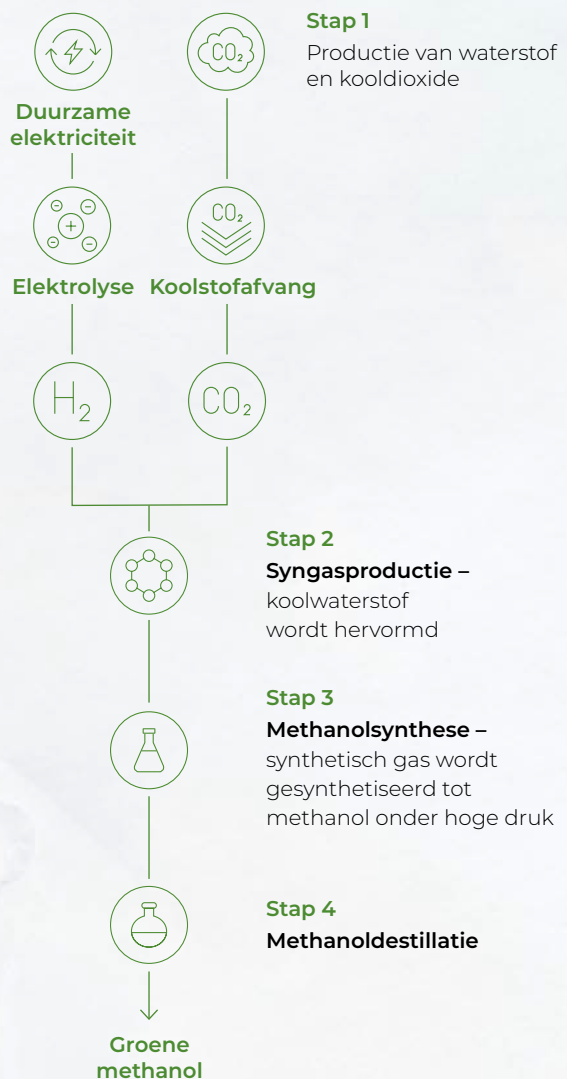 Stap 1
Productie van waterstof
en kooldioxide
CO₂
Duurzame
elektriciteit
CO₂
Elektrolyse
Koolstofafvang
H₂
CO₂
Stap 2
Syngasproductie –
koolwaterstof
wordt hervormd
Stap 3
Methanolsynthese –
synthetisch gas wordt
gesynthetiseerd tot
methanol onder hoge druk
Stap 4
Methanoldestillatie
Groene
methanol